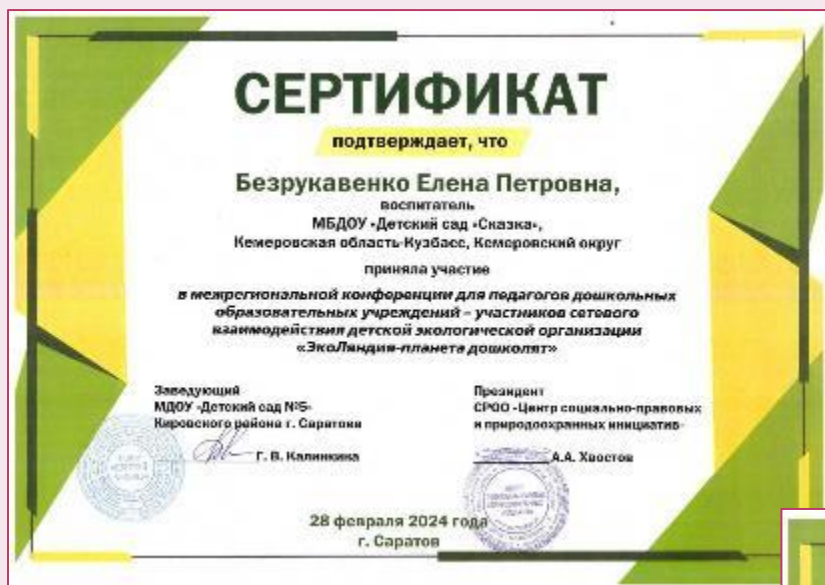 СЕРТИФИКАТ
подтверждает, что
Безрукавенко Елена Петровна,
воспитатель
МБДОУ «Детский сад «Сказка»,
Кемеровская область-Кузбасс, Кемеровский округ
приняла участие
в межрегиональной конференции для педагогов дошкольных
образовательных учреждений – участников сетевого
взаимодействия детской экологической организации
«ЭкоЛяндия-планета дошколят»
Заведующий
МДОУ «Детский сад №5»
Кировского района г. Саратова
Г. В. Калинкина
Президент
СРОО «Центр социально-правовых
и природоохранных инициатив»
А.А. Хвостов
28 февраля 2024 года
г. Саратов